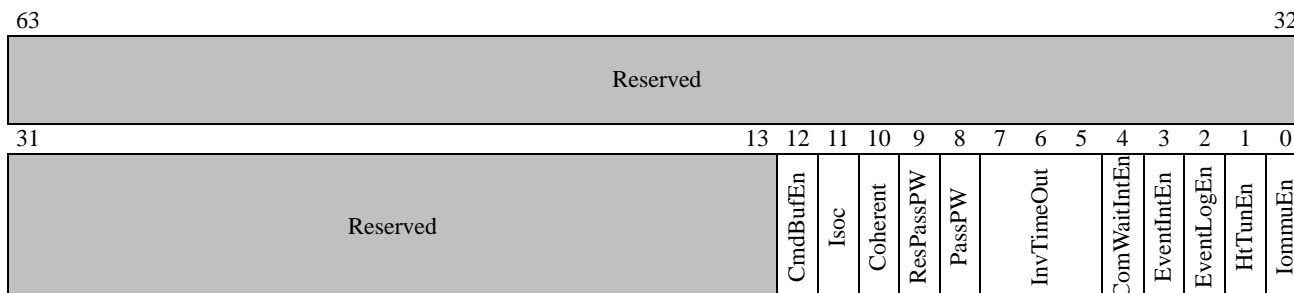 63 32
Reserved
31 13 12 11 10 9 8 7 6 5 4 3 2 1 0
Reserved
CmdBufEn
Isoc
Coherent
ResPassPW
PassPW
InvTimeOut
ComWaitIntEn
EventIntEn
EventLogEn
HtTunEn
IommuEn